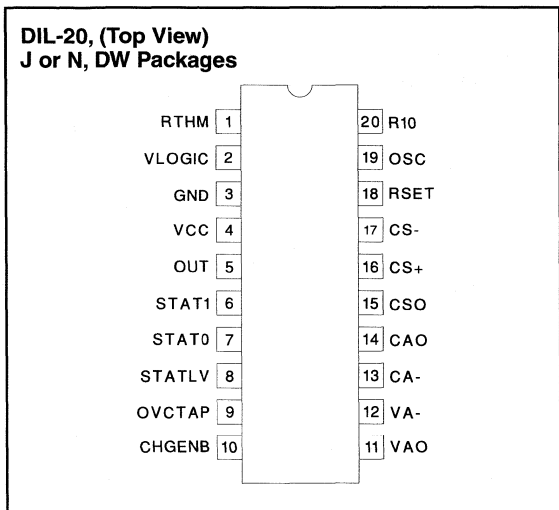 DIL-20, (Top View)
J or N, DW Packages
RTHM 1 20 R10
VLOGIC 2 19 OSC
GND 3 18 RSET
VCC 4 17 CS-
OUT 5 16 CS+
STAT1 6 15 CSO
STAT0 7 14 CAO
STATLV 8 13 CA-
OVCTAP 9 12 VA-
CHGENB 10 11 VAO